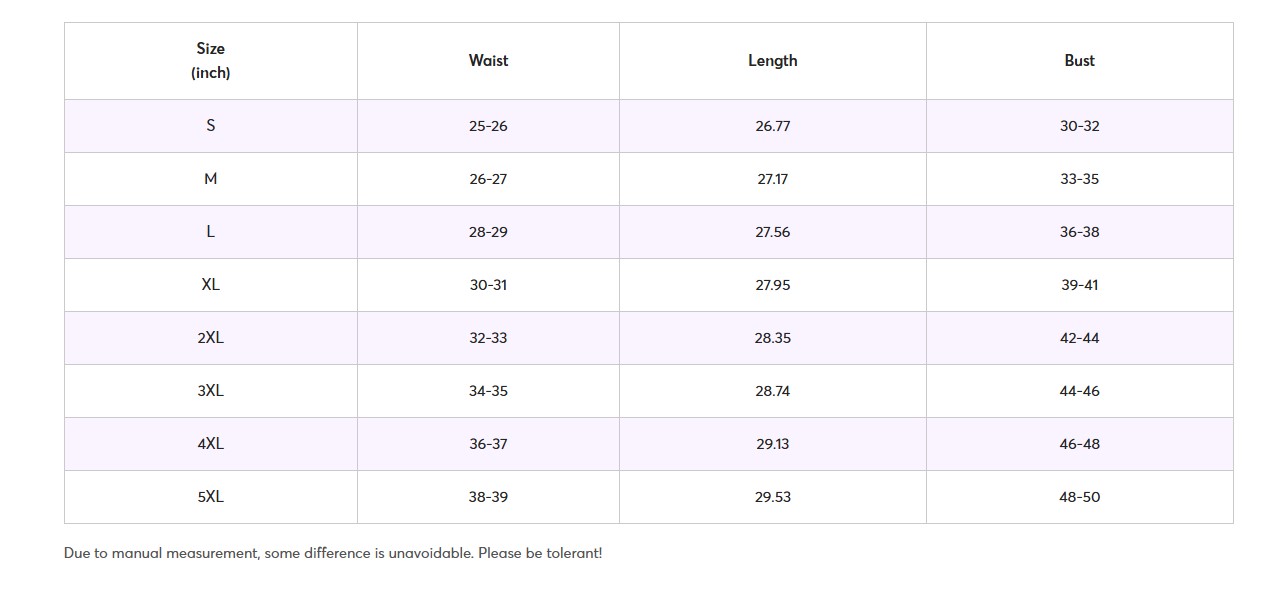 Size
(inch)
Waist
Length
Bust
S 25-26 26.77 30-32
M 26-27 27.17 33-35
L 28-29 27.56 36-38
XL 30-31 27.95 39-41
2XL 32-33 28.35 42-44
3XL 34-35 28.74 44-46
4XL 36-37 29.13 46-48
5XL 38-39 29.53 48-50
Due to manual measurement, some difference is unavoidable. Please be tolerant!